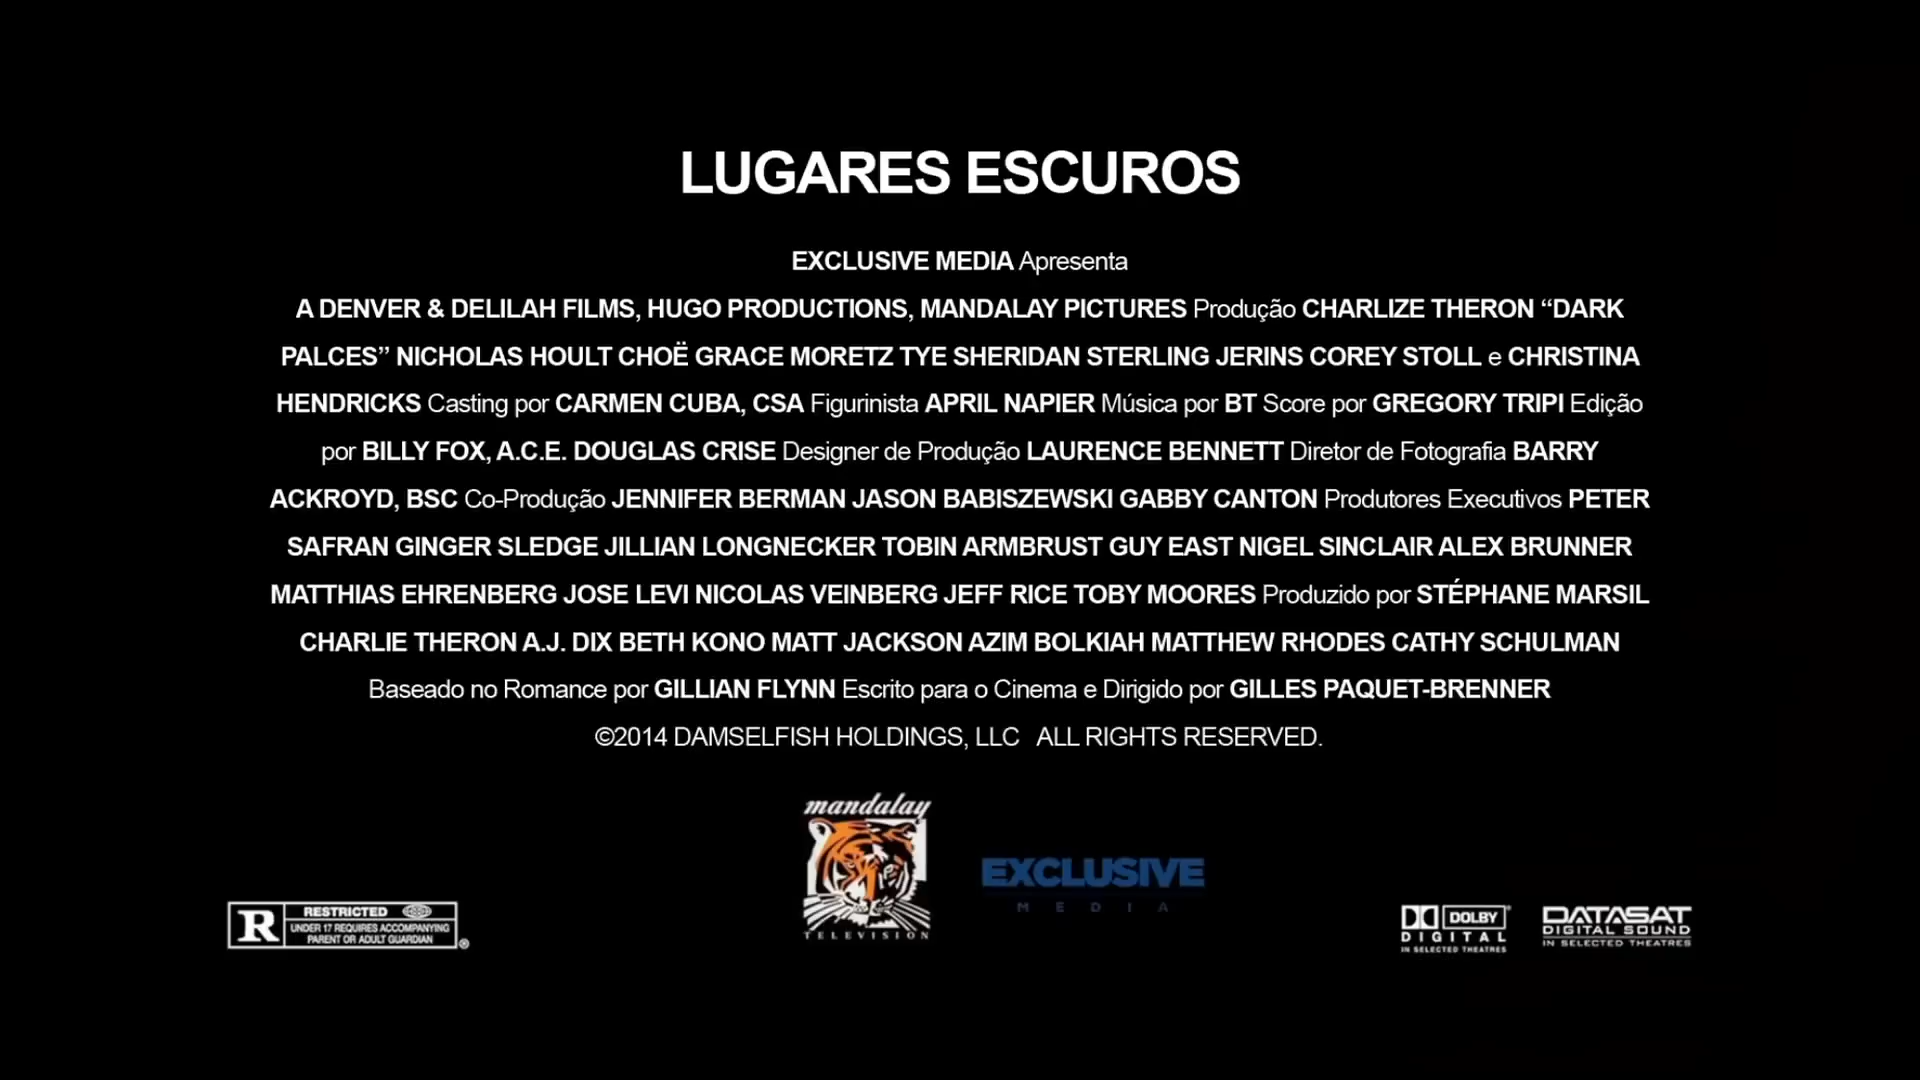 LUGARES ESCUROS
EXCLUSIVE MEDIA Apresenta
A DENVER & DELILAH FILMS, HUGO PRODUCTIONS, MANDALAY PICTURES Produção CHARLIZE THERON “DARK
PALCES” NICHOLAS HOULT CHOË GRACE MORETZ TYE SHERIDAN STERLING JERINS COREY STOLL e CHRISTINA
HENDRICKS Casting por CARMEN CUBA, CSA Figurinista APRIL NAPIER Música por BT Score por GREGORY TRIPI Edição
por BILLY FOX, A.C.E. DOUGLAS CRISE Designer de Produção LAURENCE BENNETT Diretor de Fotografia BARRY
ACKROYD, BSC Co-Produção JENNIFER BERMAN JASON BABISZEWSKI GABBY CANTON Produtores Executivos PETER
SAFRAN GINGER SLEDGE JILLIAN LONGNECKER TOBIN ARMBRUST GUY EAST NIGEL SINCLAIR ALEX BRUNNER
MATTHIAS EHRENBERG JOSE LEVI NICOLAS VEINBERG JEFF RICE TOBY MOORES Produzido por STÉPHANE MARSIL
CHARLIE THERON A.J. DIX BETH KONO MATT JACKSON AZIM BOLKIAH MATTHEW RHODES CATHY SCHULMAN
Baseado no Romance por GILLIAN FLYNN Escrito para o Cinema e Dirigido por GILLES PAQUET-BRENNER
©2014 DAMSELFISH HOLDINGS, LLC ALL RIGHTS RESERVED.
mandalay
TELEVISION
EXCLUSIVE
MEDIA
R
RESTRICTED
UNDER 17 REQUIRES ACCOMPANYING
PARENT OR ADULT GUARDIAN
®
DOLBY
DIGITAL
IN SELECTED THEATRES
DATASAT
DIGITAL SOUND
IN SELECTED THEATRES